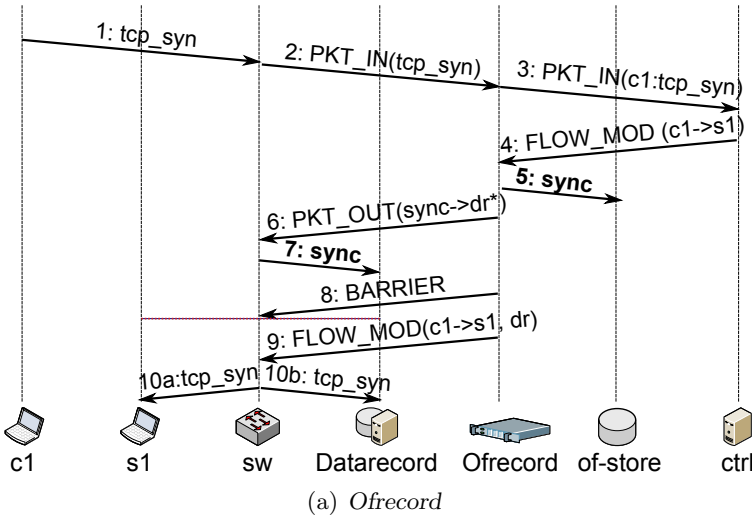 1: tcp_syn
2: PKT_IN(tcp_syn)
3: PKT_IN(c1:tcp_syn)
4: FLOW_MOD (c1->s1)
5: sync
6: PKT_OUT(sync->dr*)
7: sync
8: BARRIER
9: FLOW_MOD(c1->s1, dr)
10a:tcp_syn 10b: tcp_syn
c1 s1 sw Datarecord Ofrecord of-store ctrl
(a) Ofrecord